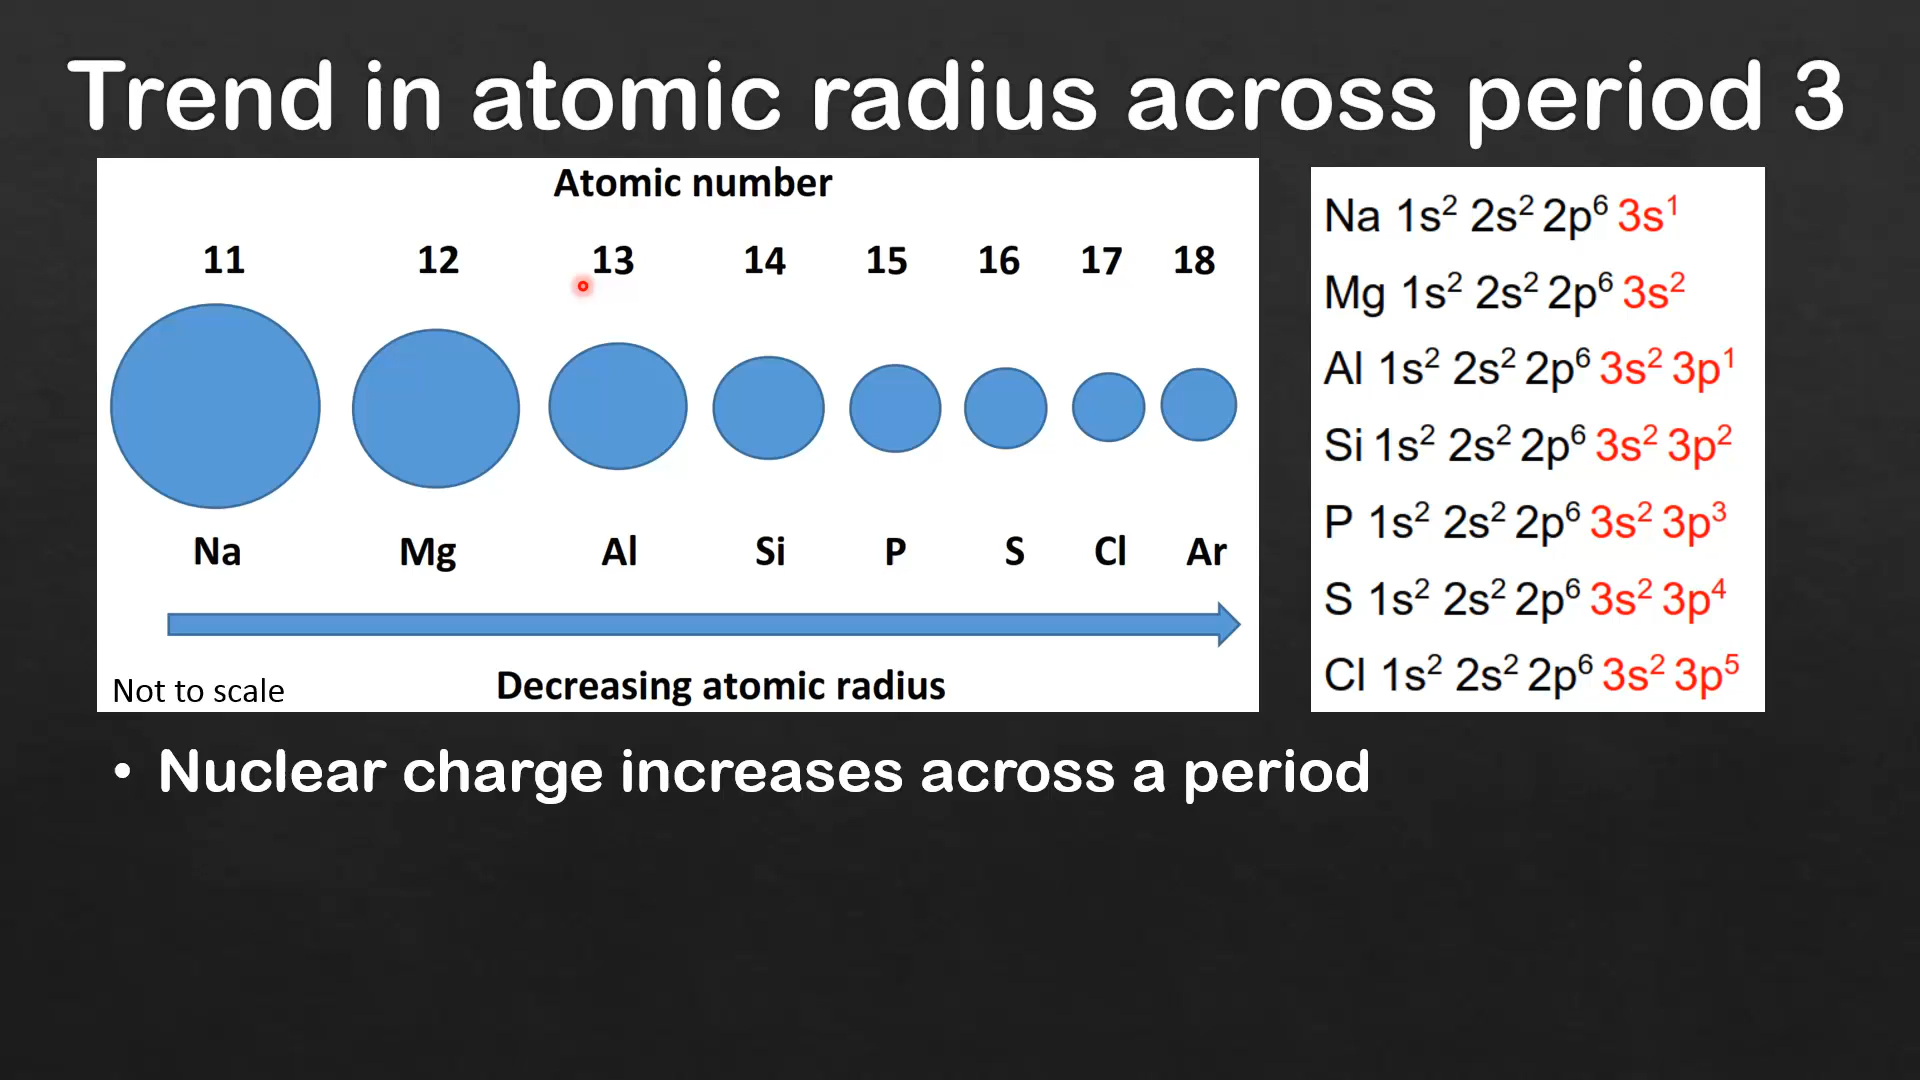 Trend in atomic radius across period 3
Atomic number
11 12 13 14 15 16 17 18
Na Mg Al Si P S Cl Ar
Not to scale
Decreasing atomic radius
Na 1s² 2s² 2p⁶ 3s¹
Mg 1s² 2s² 2p⁶ 3s²
Al 1s² 2s² 2p⁶ 3s² 3p¹
Si 1s² 2s² 2p⁶ 3s² 3p²
P 1s² 2s² 2p⁶ 3s² 3p³
S 1s² 2s² 2p⁶ 3s² 3p⁴
Cl 1s² 2s² 2p⁶ 3s² 3p⁵
• Nuclear charge increases across a period